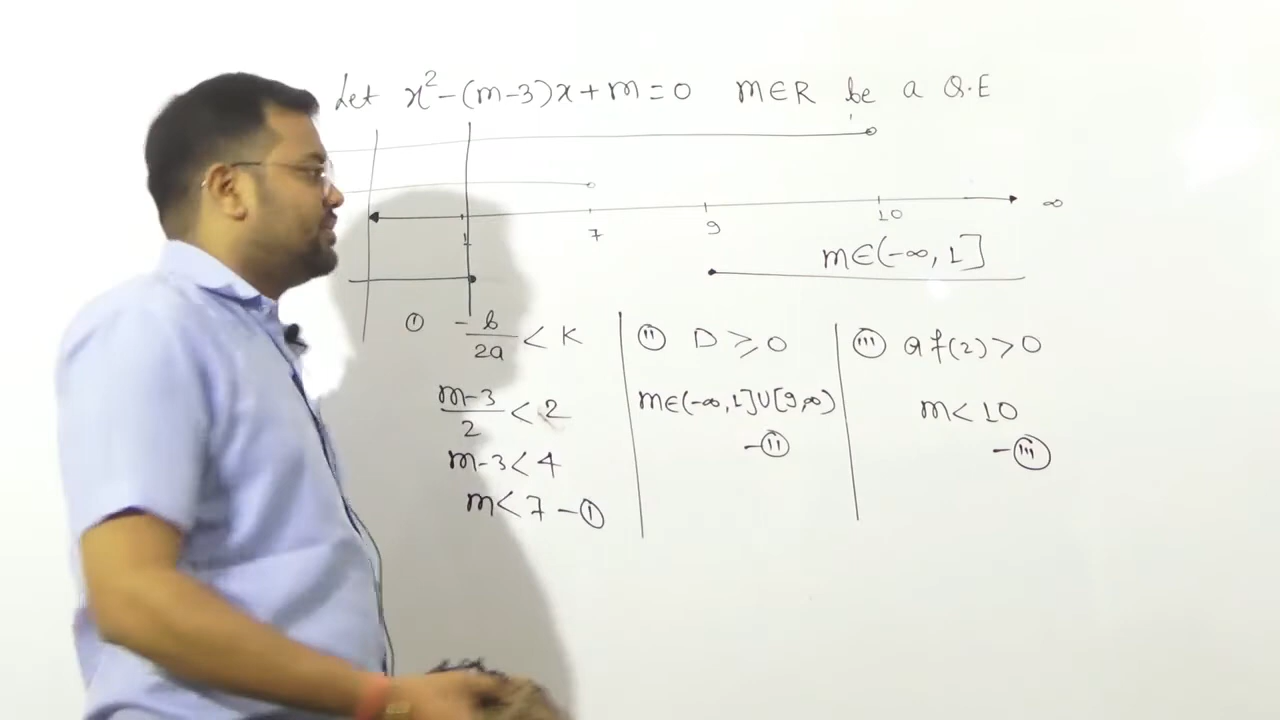 Let x² - (m-3)x + m = 0 m∈R be a Q.E
1 7 9 10 ∞
m∈(-∞, 1]
① -b/2a < K
m-3/2 < 2
m-3 < 4
m < 7 - ①
ⓘⓘ D ≥ 0
m∈(-∞, 1]∪[9, ∞)
- ⓘⓘ
ⓘⓘⓘ a f(2) > 0
m < 10
- ⓘⓘⓘ